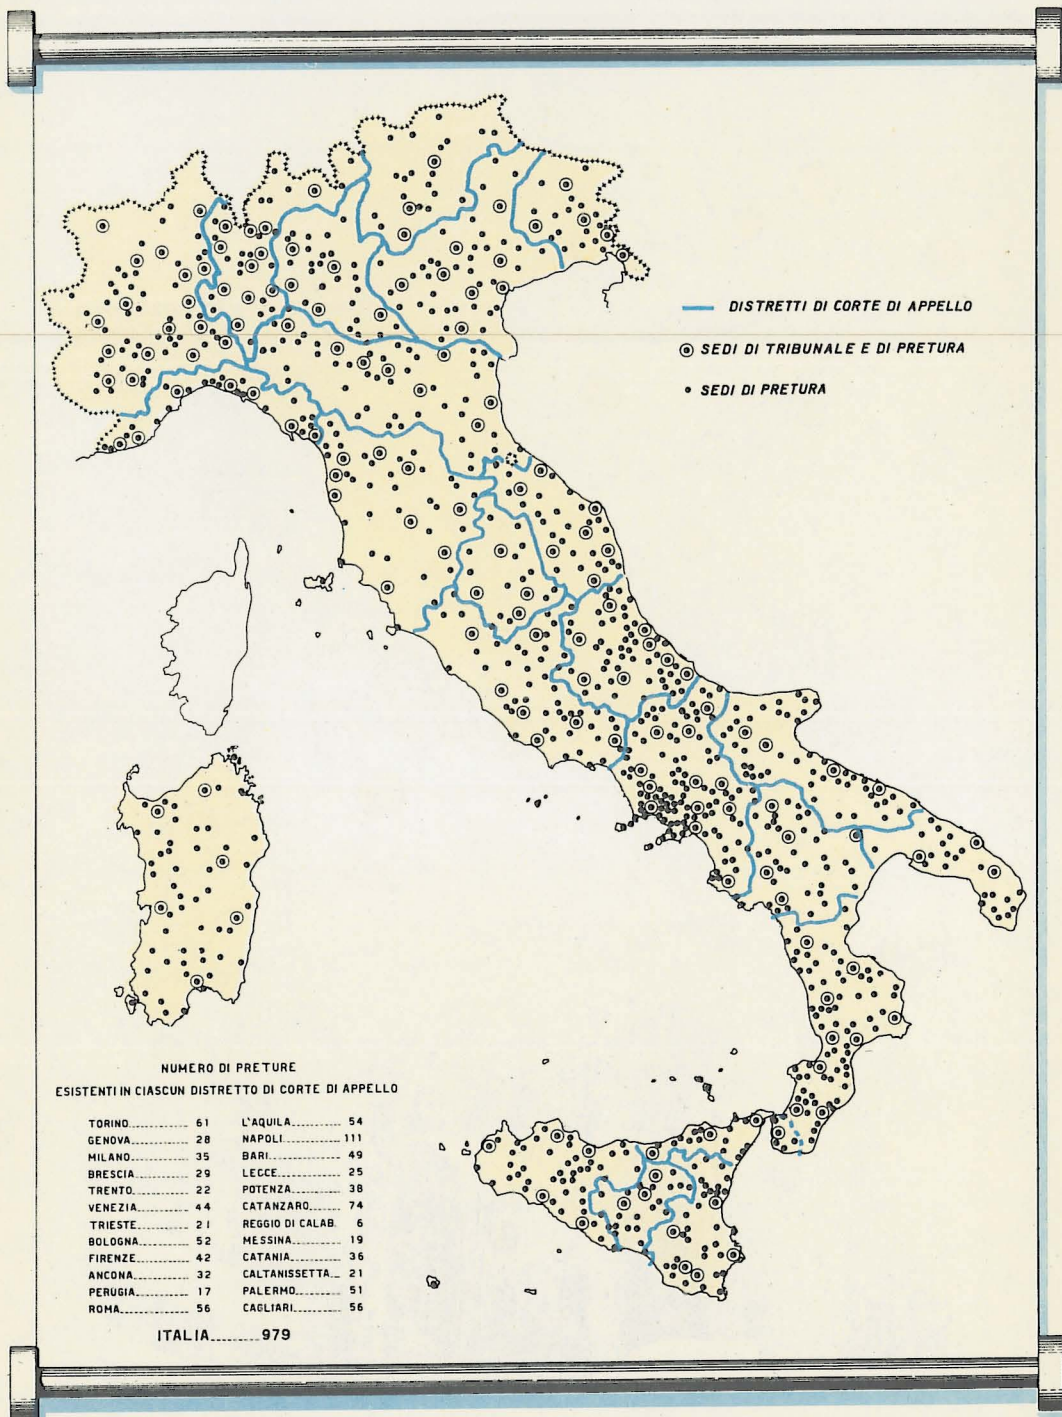 DISTRETTI DI CORTE DI APPELLO
SEDI DI TRIBUNALE E DI PRETURA
SEDI DI PRETURA
NUMERO DI PRETURE
ESISTENTI IN CIASCUN DISTRETTO DI CORTE DI APPELLO
TORINO 61
GENOVA 28
MILANO 35
BRESCIA 29
TRENTO 22
VENEZIA 44
TRIESTE 21
BOLOGNA 52
FIRENZE 42
ANCONA 32
PERUGIA 17
ROMA 56
L'AQUILA 54
NAPOLI 111
BARI 49
LECCE 25
POTENZA 38
CATANZARO 74
REGGIO DI CALAB. 6
MESSINA 19
CATANIA 36
CALTANISSETTA 21
PALERMO 51
CAGLIARI 56
ITALIA 979